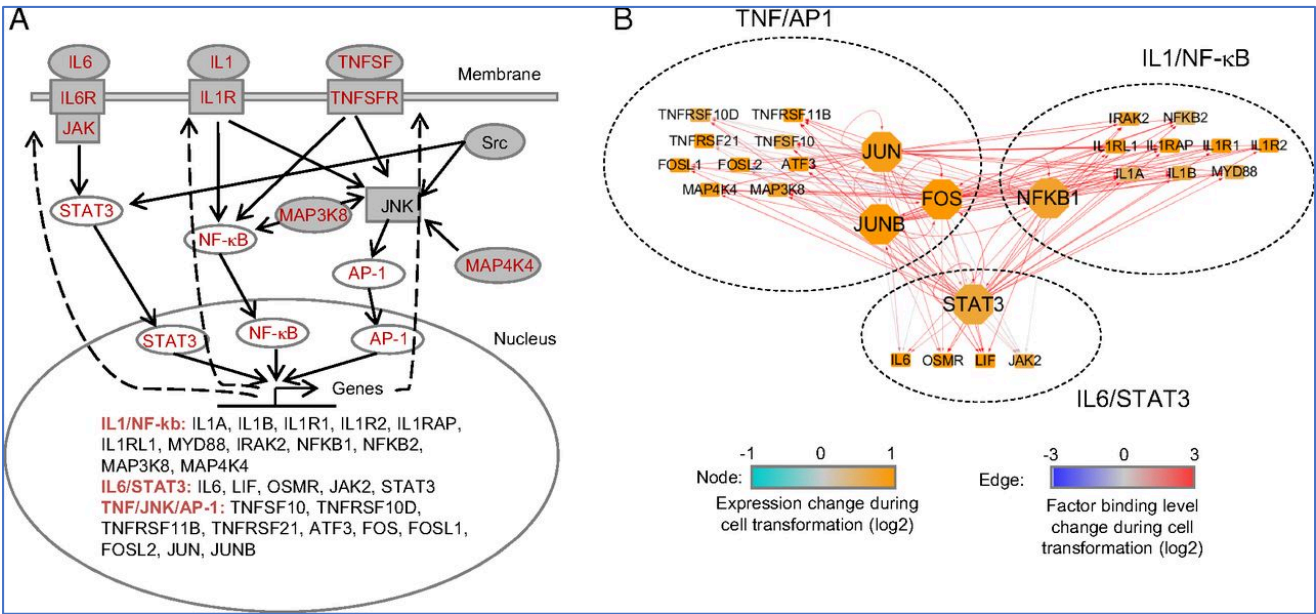 A
IL6
IL1
TNFSF
Membrane
IL6R
IL1R
TNFSFR
JAK
Src
STAT3
MAP3K8
JNK
NF-κB
AP-1
MAP4K4
STAT3
NF-κB
AP-1
Nucleus
Genes
IL1/NF-kb: IL1A, IL1B, IL1R1, IL1R2, IL1RAP,
IL1RL1, MYD88, IRAK2, NFKB1, NFKB2,
MAP3K8, MAP4K4
IL6/STAT3: IL6, LIF, OSMR, JAK2, STAT3
TNF/JNK/AP-1: TNFSF10, TNFRSF10D,
TNFRSF11B, TNFRSF21, ATF3, FOS, FOSL1,
FOSL2, JUN, JUNB
B
TNF/AP1
IL1/NF-κB
TNFRSF10D
TNFRSF11B
TNFRSF21
TNFSF10
FOSL1
FOSL2
ATF3
MAP4K4
MAP3K8
JUN
FOS
JUNB
NFKB1
IRAK2
NFKB2
IL1RL1
IL1RAP
IL1R1
IL1R2
IL1A
IL1B
MYD88
STAT3
IL6
OSMR
LIF
JAK2
IL6/STAT3
-1 0 1
Node:
Expression change during
cell transformation (log2)
-3 0 3
Edge:
Factor binding level
change during cell
transformation (log2)